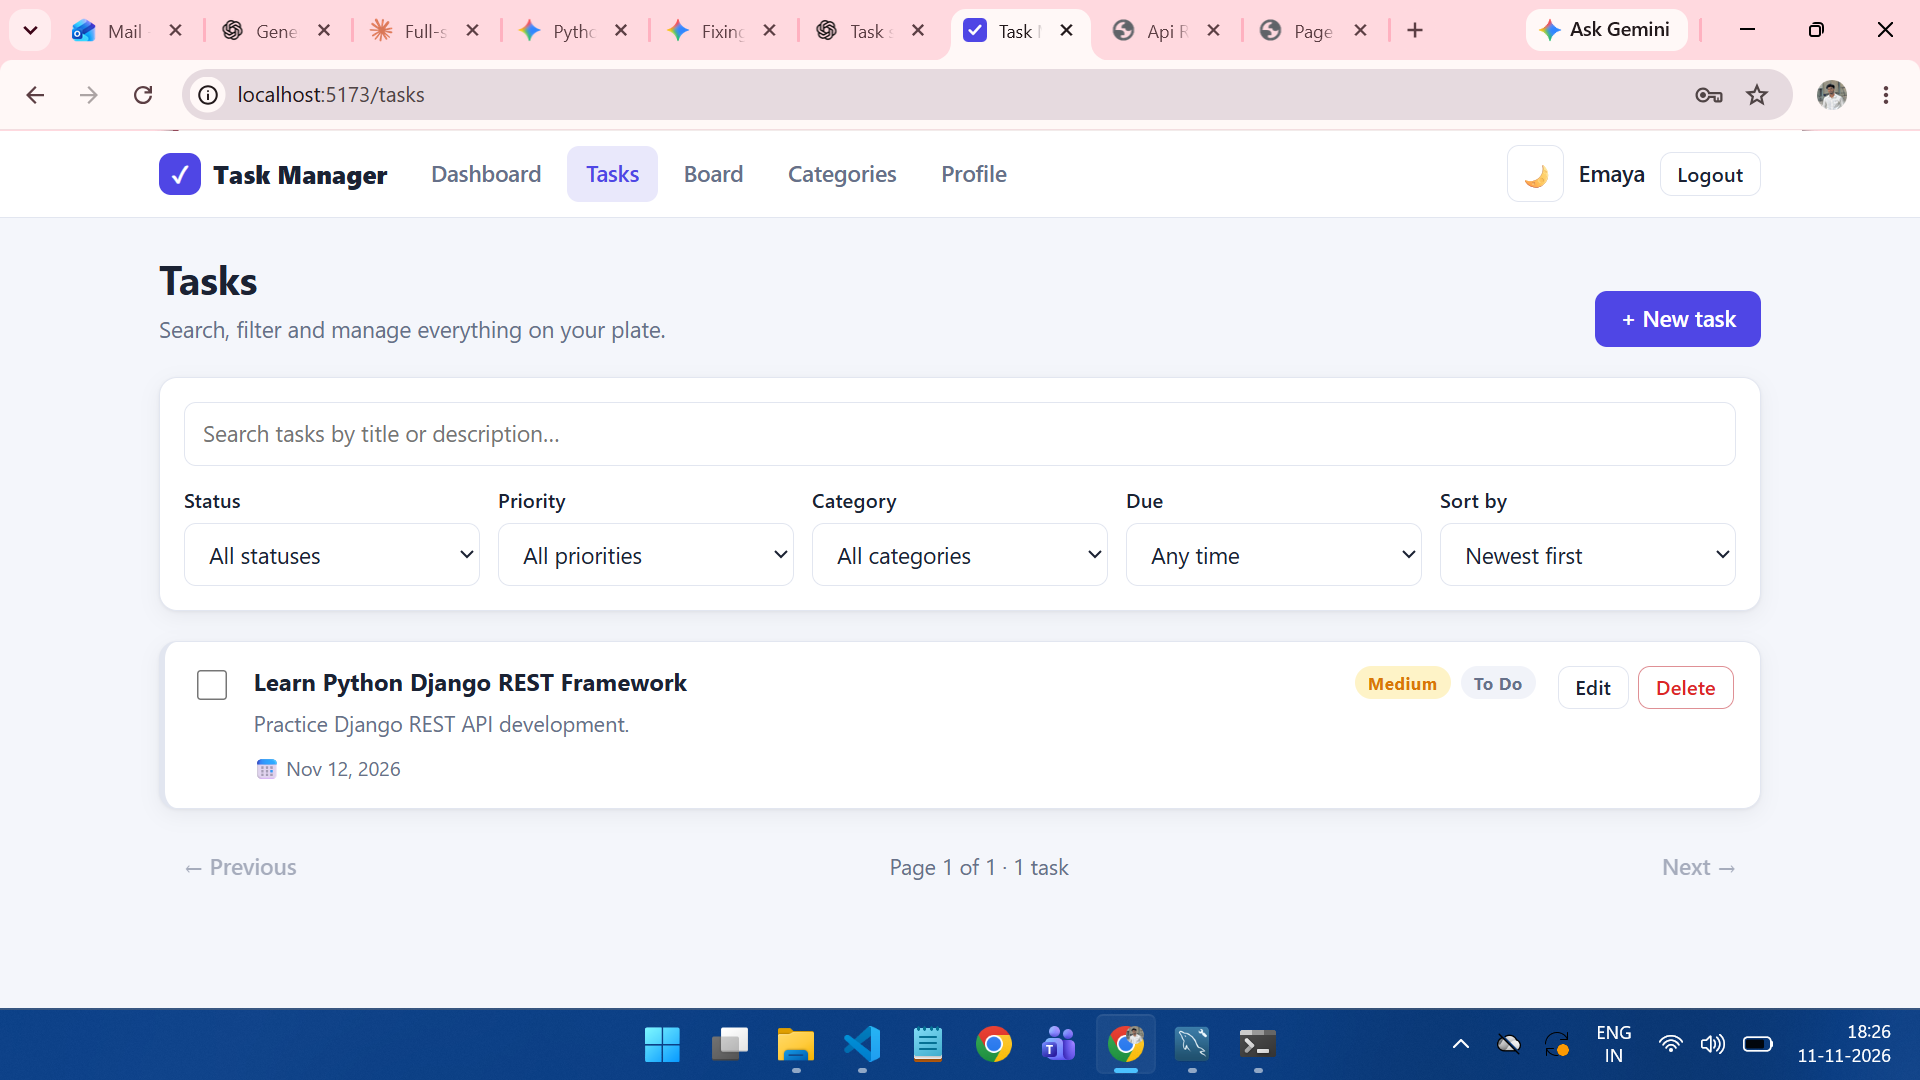 Mail
Gene
Full-s
Pytho
Fixing
Task s
Task M
Api R
Page
Ask Gemini
localhost:5173/tasks
Task Manager
Dashboard
Tasks
Board
Categories
Profile
Emaya
Logout
Tasks
Search, filter and manage everything on your plate.
+ New task
Search tasks by title or description...
Status
Priority
Category
Due
Sort by
All statuses
All priorities
All categories
Any time
Newest first
Learn Python Django REST Framework
Medium
To Do
Edit
Delete
Practice Django REST API development.
Nov 12, 2026
← Previous
Page 1 of 1 · 1 task
Next →
ENG
IN
18:26
11-11-2026